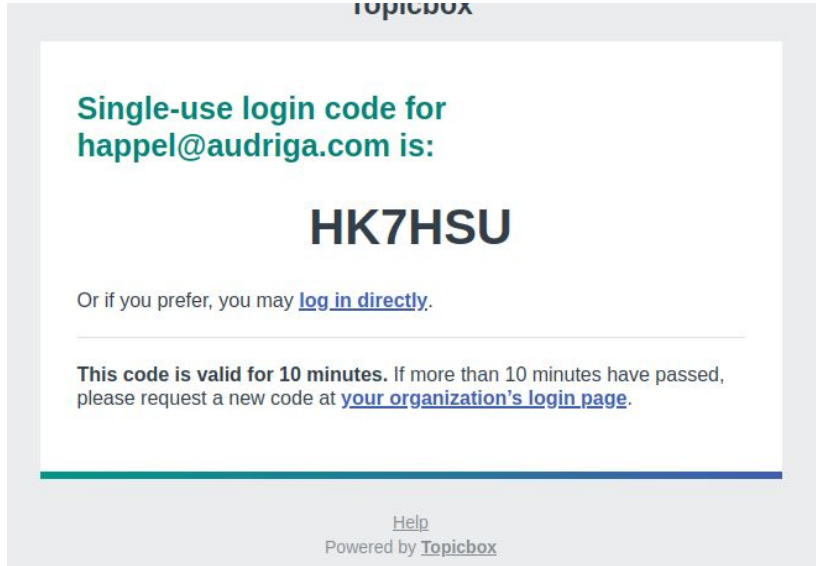 Topicbox
Single-use login code for
happel@audriga.com is:
HK7HSU
Or if you prefer, you may log in directly.
This code is valid for 10 minutes. If more than 10 minutes have passed,
please request a new code at your organization’s login page.
Help
Powered by Topicbox